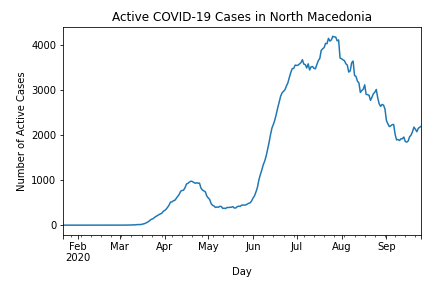 Active COVID-19 Cases in North Macedonia
Number of Active Cases
4000
3000
2000
1000
0
Feb Mar Apr May Jun Jul Aug Sep
2020
Day